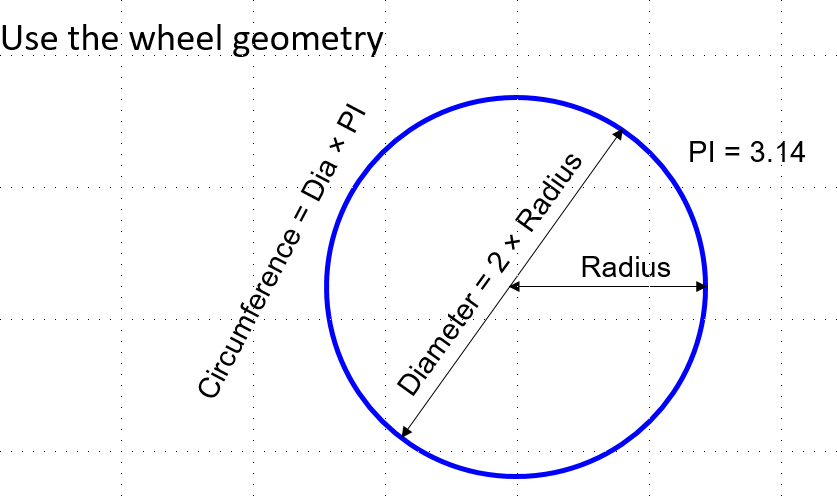 Use the wheel geometry
Circumference = Dia × PI
Diameter = 2 × Radius
PI = 3.14
Radius